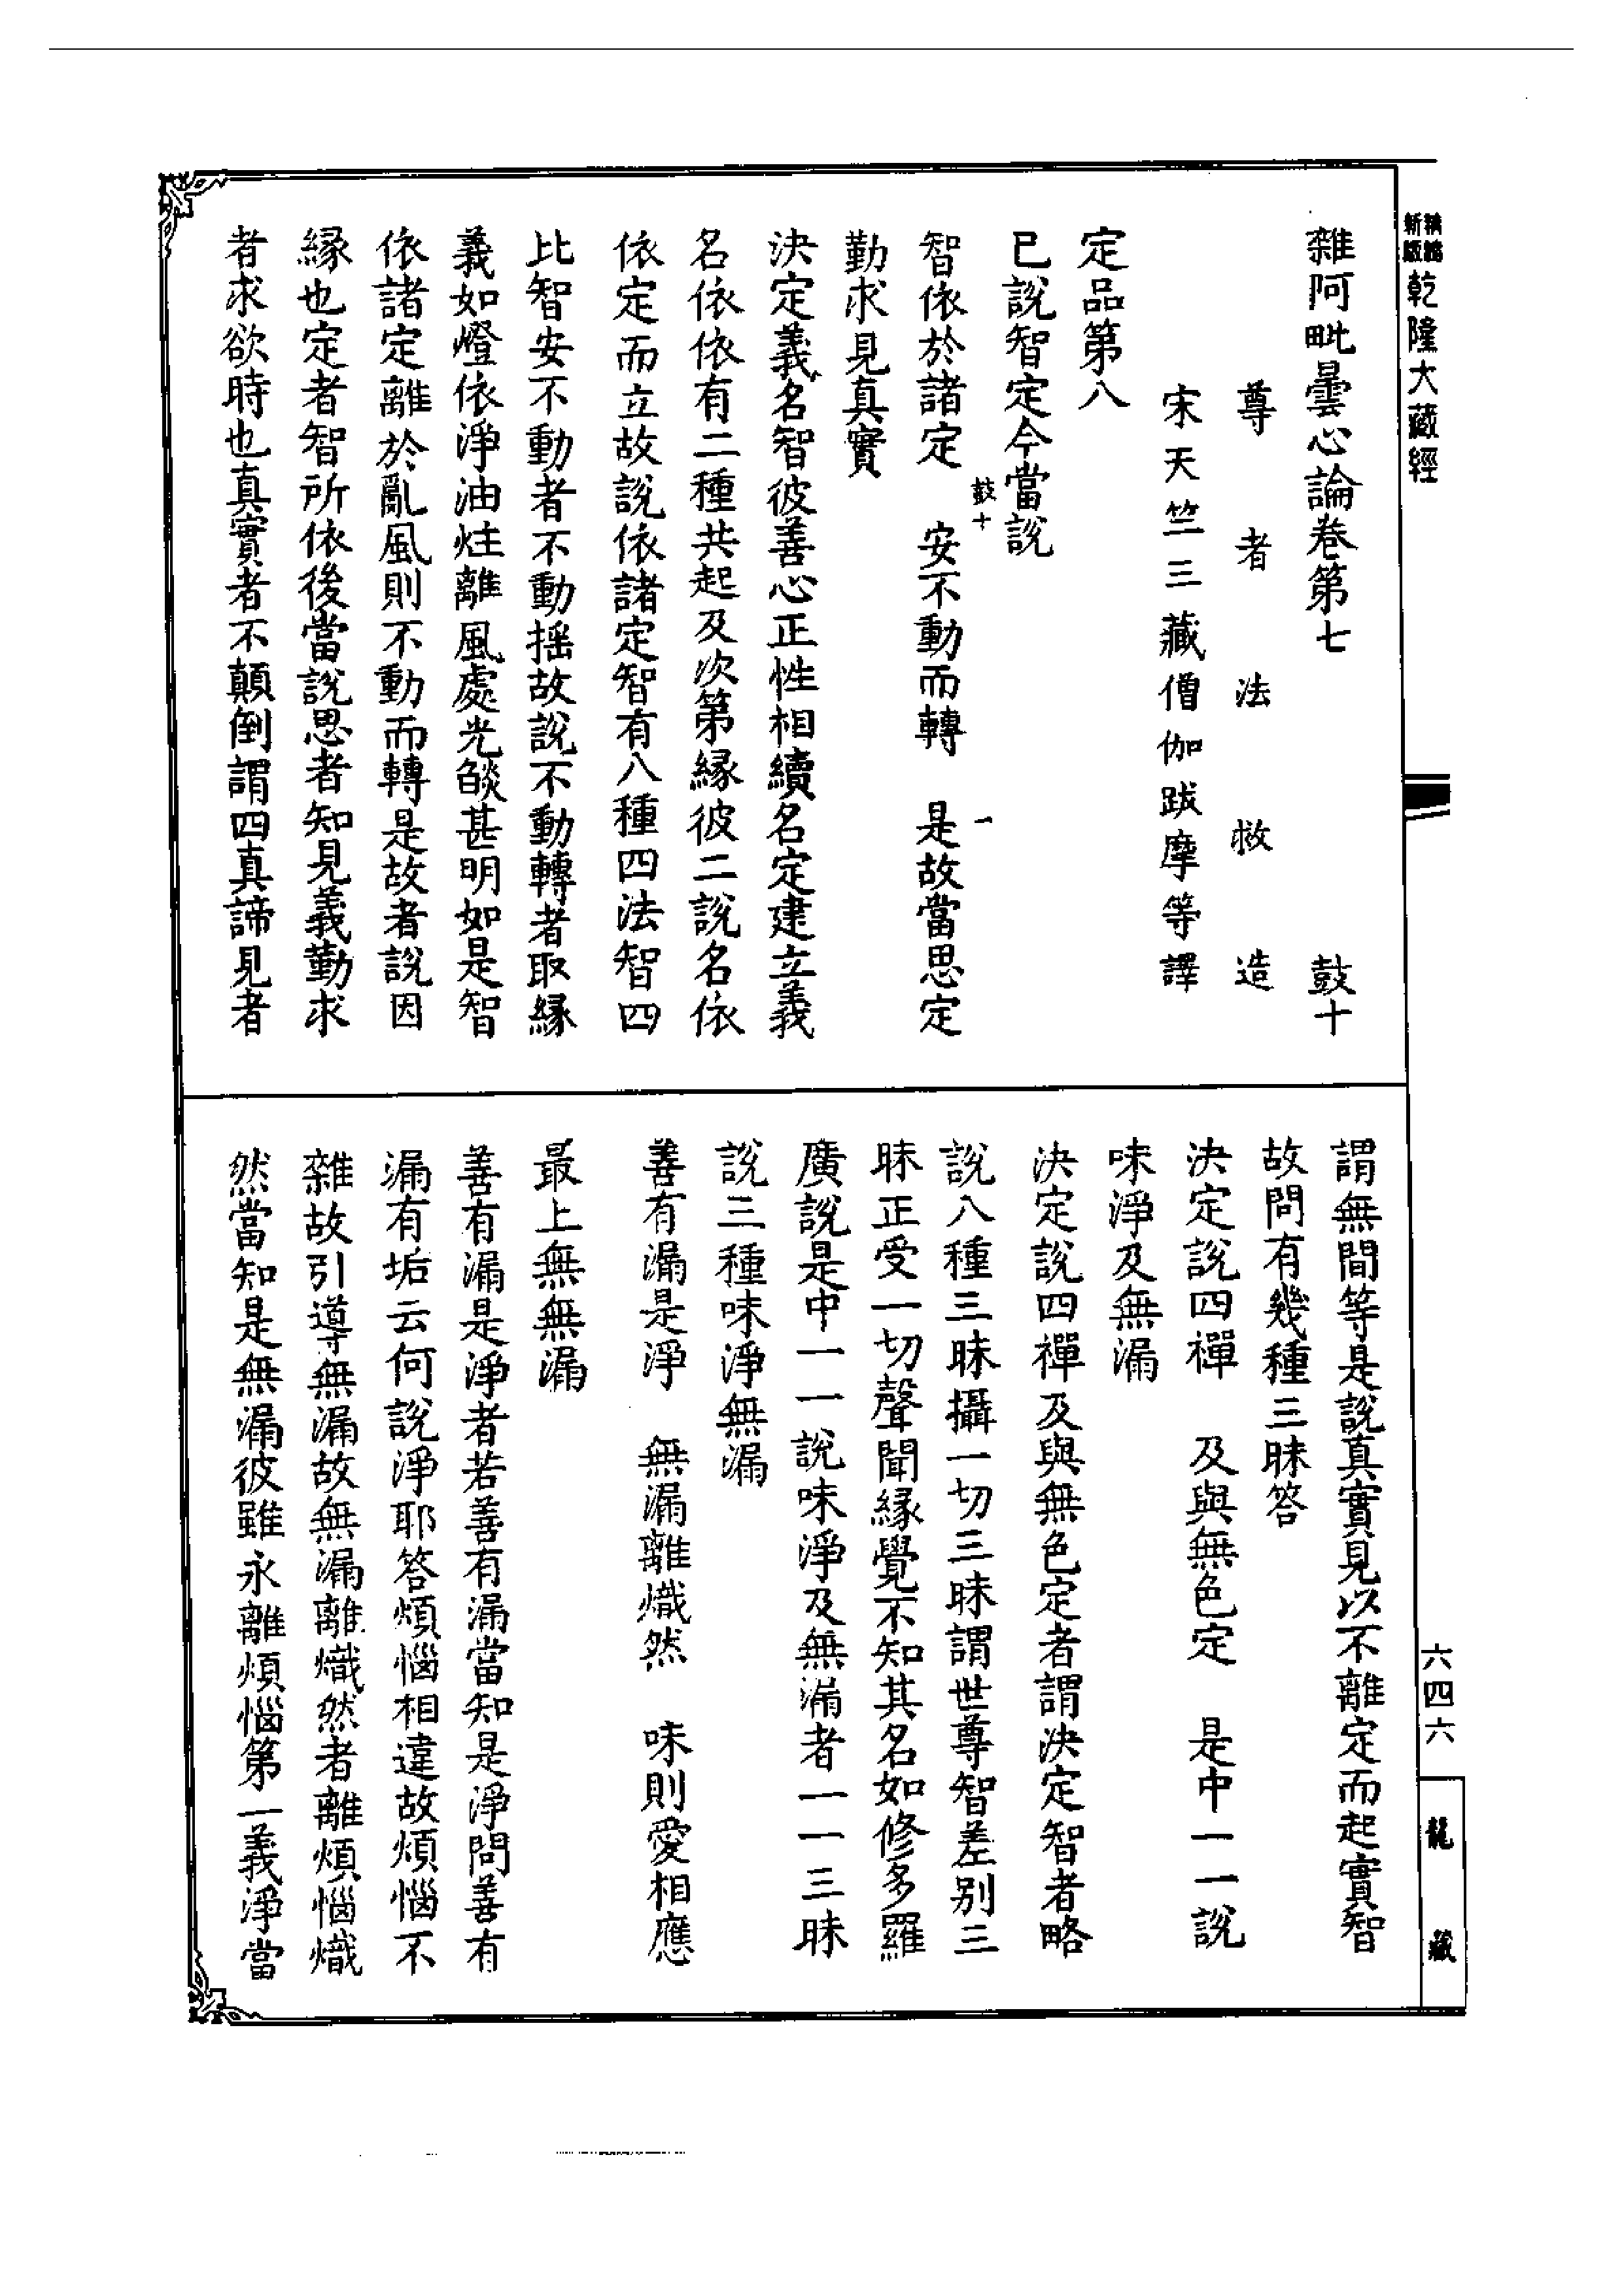 精鐫新版乾隆大藏經
雜阿毗曇心論卷第七　鼓十
尊者法救造
宋天竺三藏僧伽跋摩等譯
定品第八
已說智定今當說
鼓十　一
智依於諸定　安不動而轉　是故當思定
勤求見真實
決定義名智彼善心正性相續名定建立義
名依依有二種共起及次第緣彼二說名依
依定而立故說依諸定智有八種四法智四
比智安不動者不動搖故說不動轉者取緣
義如燈依淨油炷離風處光燄甚明如是智
依諸定離於亂風則不動而轉是故者說因
緣也定者智所依後當說思者知見義勤求
者求欲時也真實者不顛倒謂四真諦見者
謂無間等是說真實見以不離定而起實智
故問有幾種三昧答
決定說四禪　及與無色定　是中一一說
味淨及無漏
決定說四禪及與無色定者謂決定智者略
說八種三昧攝一切三昧謂世尊智差別三
昧正受一切聲聞緣覺不知其名如修多羅
廣說是中一一說味淨及無漏者一一三昧
說三種味淨無漏
善有漏是淨　無漏離熾然　味則愛相應
最上無無漏
善有漏是淨者若善有漏當知是淨問善有
漏有垢云何說淨耶答煩惱相違故煩惱不
雜故引導無漏故無漏離熾然者離煩惱熾
然當知是無漏彼雖永離煩惱第一義淨當
六四六
龍藏